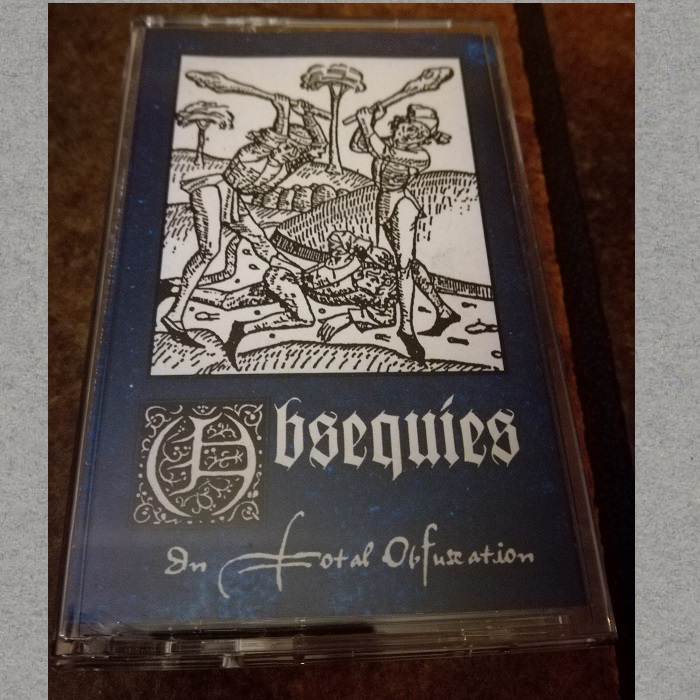 Obsequies
In Total Obfuscation